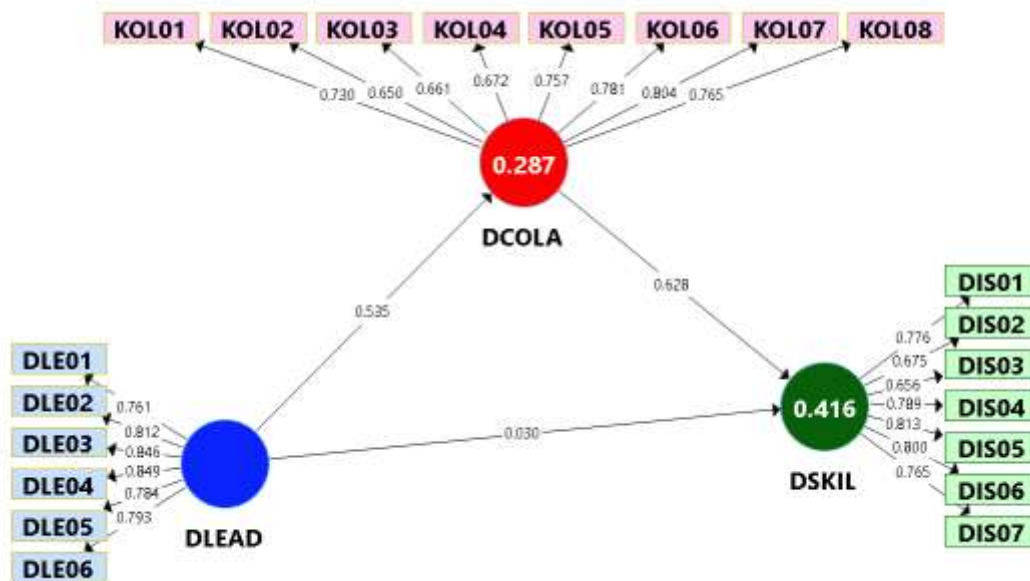 KOL01 KOL02 KOL03 KOL04 KOL05 KOL06 KOL07 KOL08
0.730 0.650 0.661 0.672 0.757 0.781 0.804 0.765
0.287
DCOLA
0.535
0.628
DLE01
DLE02
DLE03
DLE04
DLE05
DLE06
0.761
0.812
0.846
0.849
0.784
0.793
DLEAD
0.030
0.416
DSKIL
0.776
0.675
0.656
0.789
0.813
0.800
0.765
DIS01
DIS02
DIS03
DIS04
DIS05
DIS06
DIS07